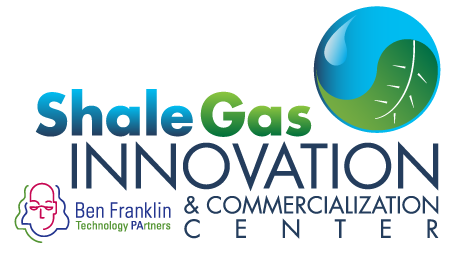 Shale Gas
INNOVATION
& COMMERCIALIZATION
CENTER
Ben Franklin
Technology PArtners